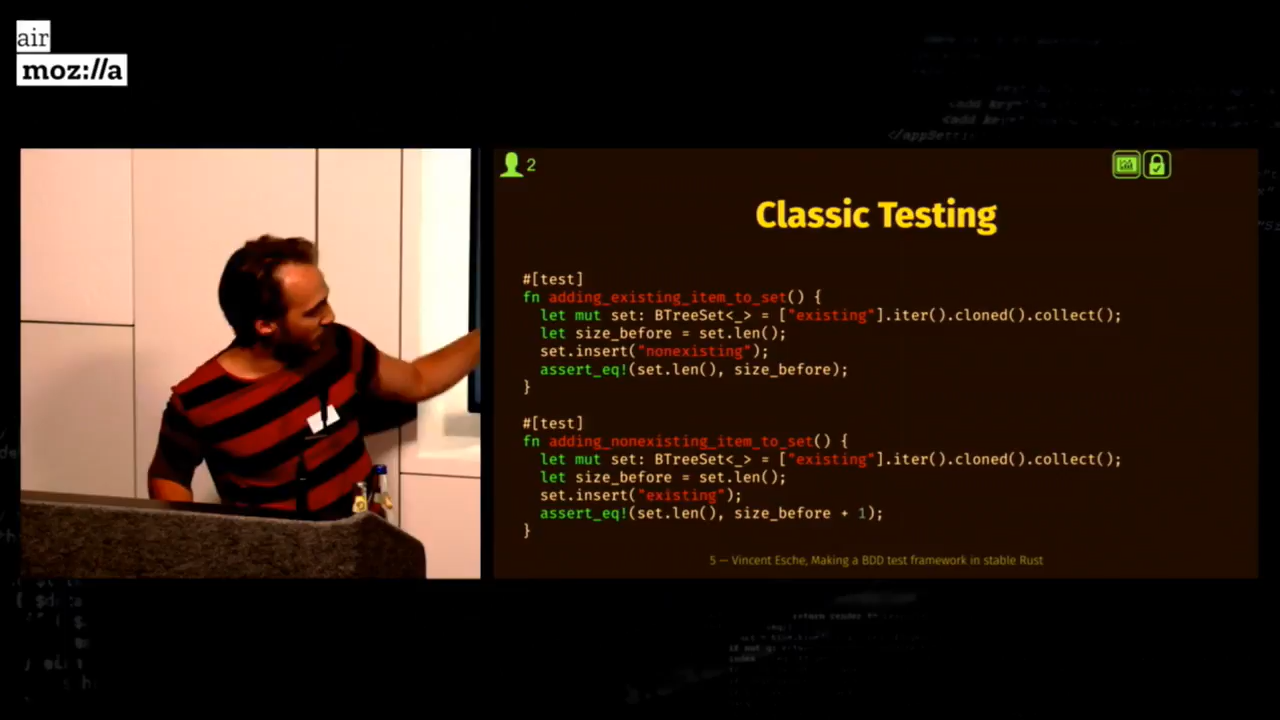 air
moz://a
2
Classic Testing
#[test]
fn adding_existing_item_to_set() {
  let mut set: BTreeSet<_> = ["existing"].iter().cloned().collect();
  let size_before = set.len();
  set.insert("nonexisting");
  assert_eq!(set.len(), size_before);
}
#[test]
fn adding_nonexisting_item_to_set() {
  let mut set: BTreeSet<_> = ["existing"].iter().cloned().collect();
  let size_before = set.len();
  set.insert("existing");
  assert_eq!(set.len(), size_before + 1);
}
5 — Vincent Esche, Making a BDD test framework in stable Rust